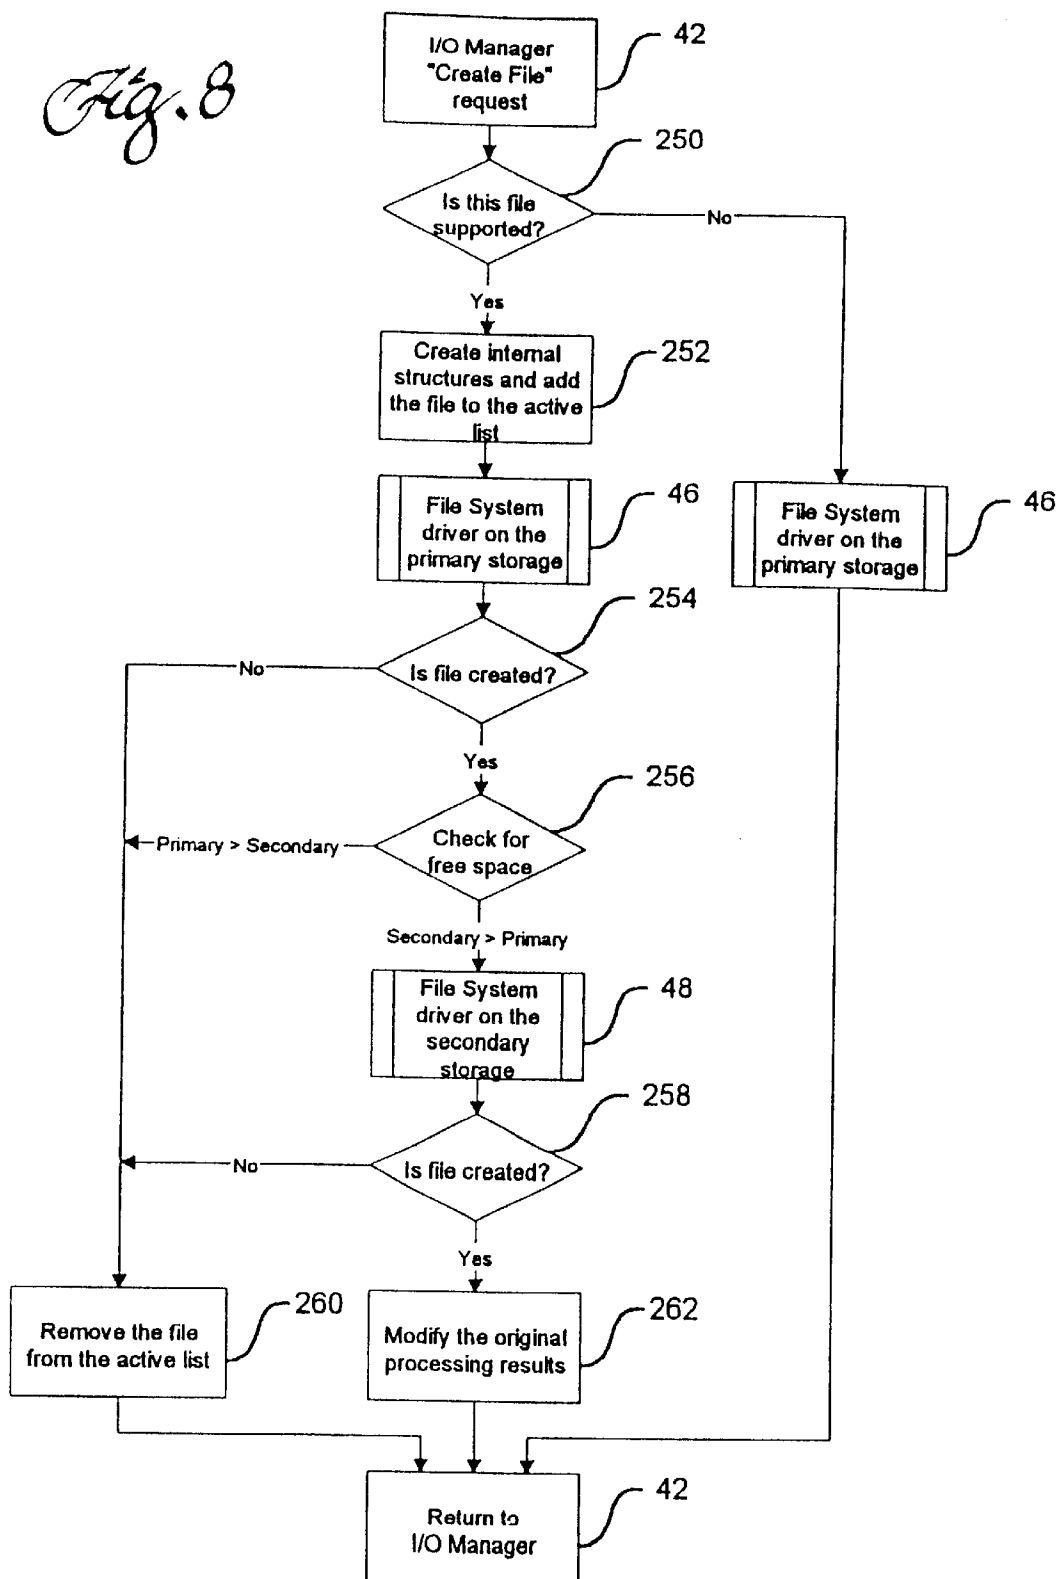 Fig. 8
I/O Manager
"Create File"
request
42
250
Is this file
supported?
No
Yes
252
Create internal
structures and add
the file to the active
list
46
File System
driver on the
primary storage
46
File System
driver on the
primary storage
254
Is file created?
No
Yes
256
Check for
free space
Primary > Secondary
Secondary > Primary
48
File System
driver on the
secondary
storage
258
Is file created?
No
Yes
260
Remove the file
from the active list
262
Modify the original
processing results
42
Return to
I/O Manager